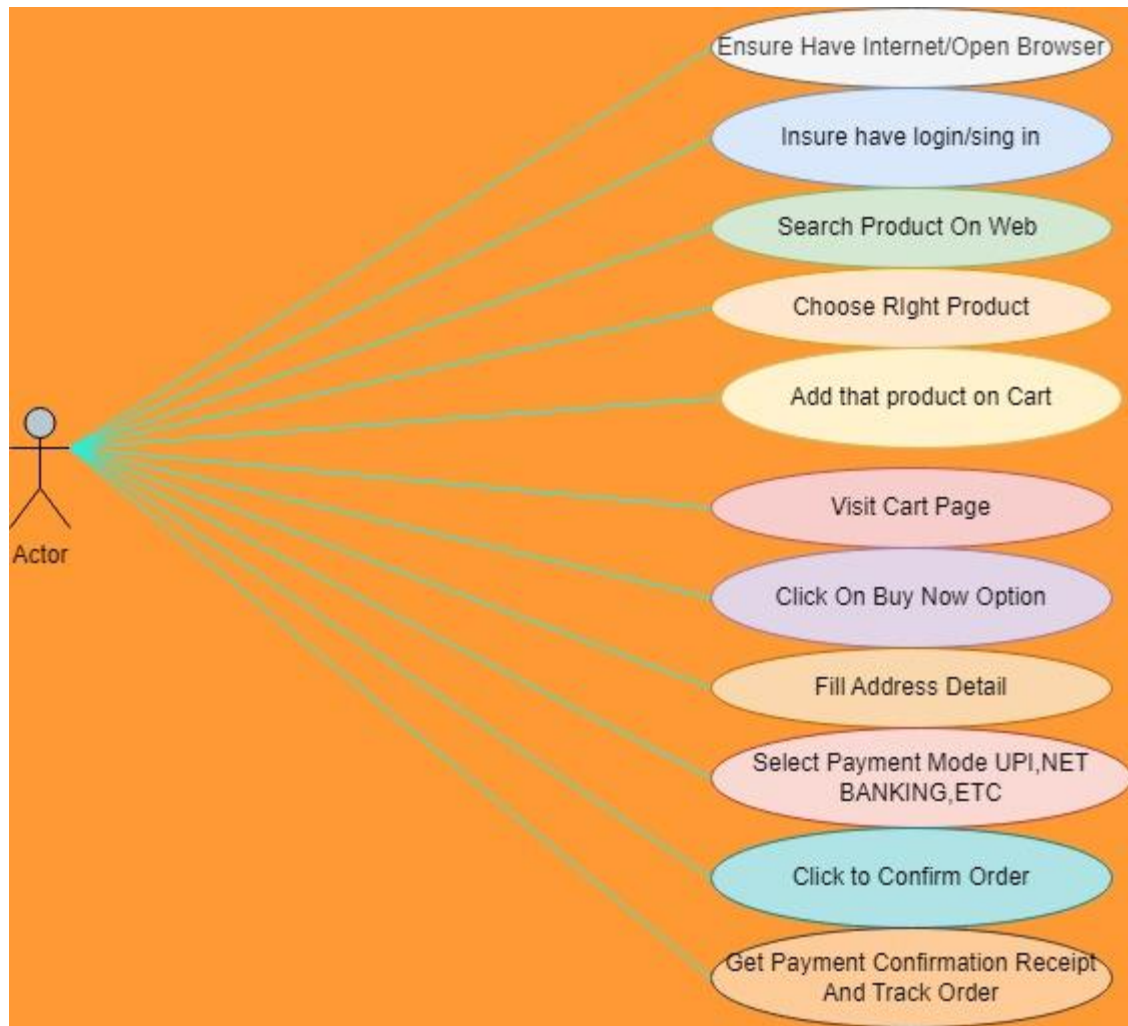 Ensure Have Internet/Open Browser
Insure have login/sing in
Search Product On Web
Choose RIght Product
Add that product on Cart
Actor
Visit Cart Page
Click On Buy Now Option
Fill Address Detail
Select Payment Mode UPI,NET
BANKING,ETC
Click to Confirm Order
Get Payment Confirmation Receipt
And Track Order